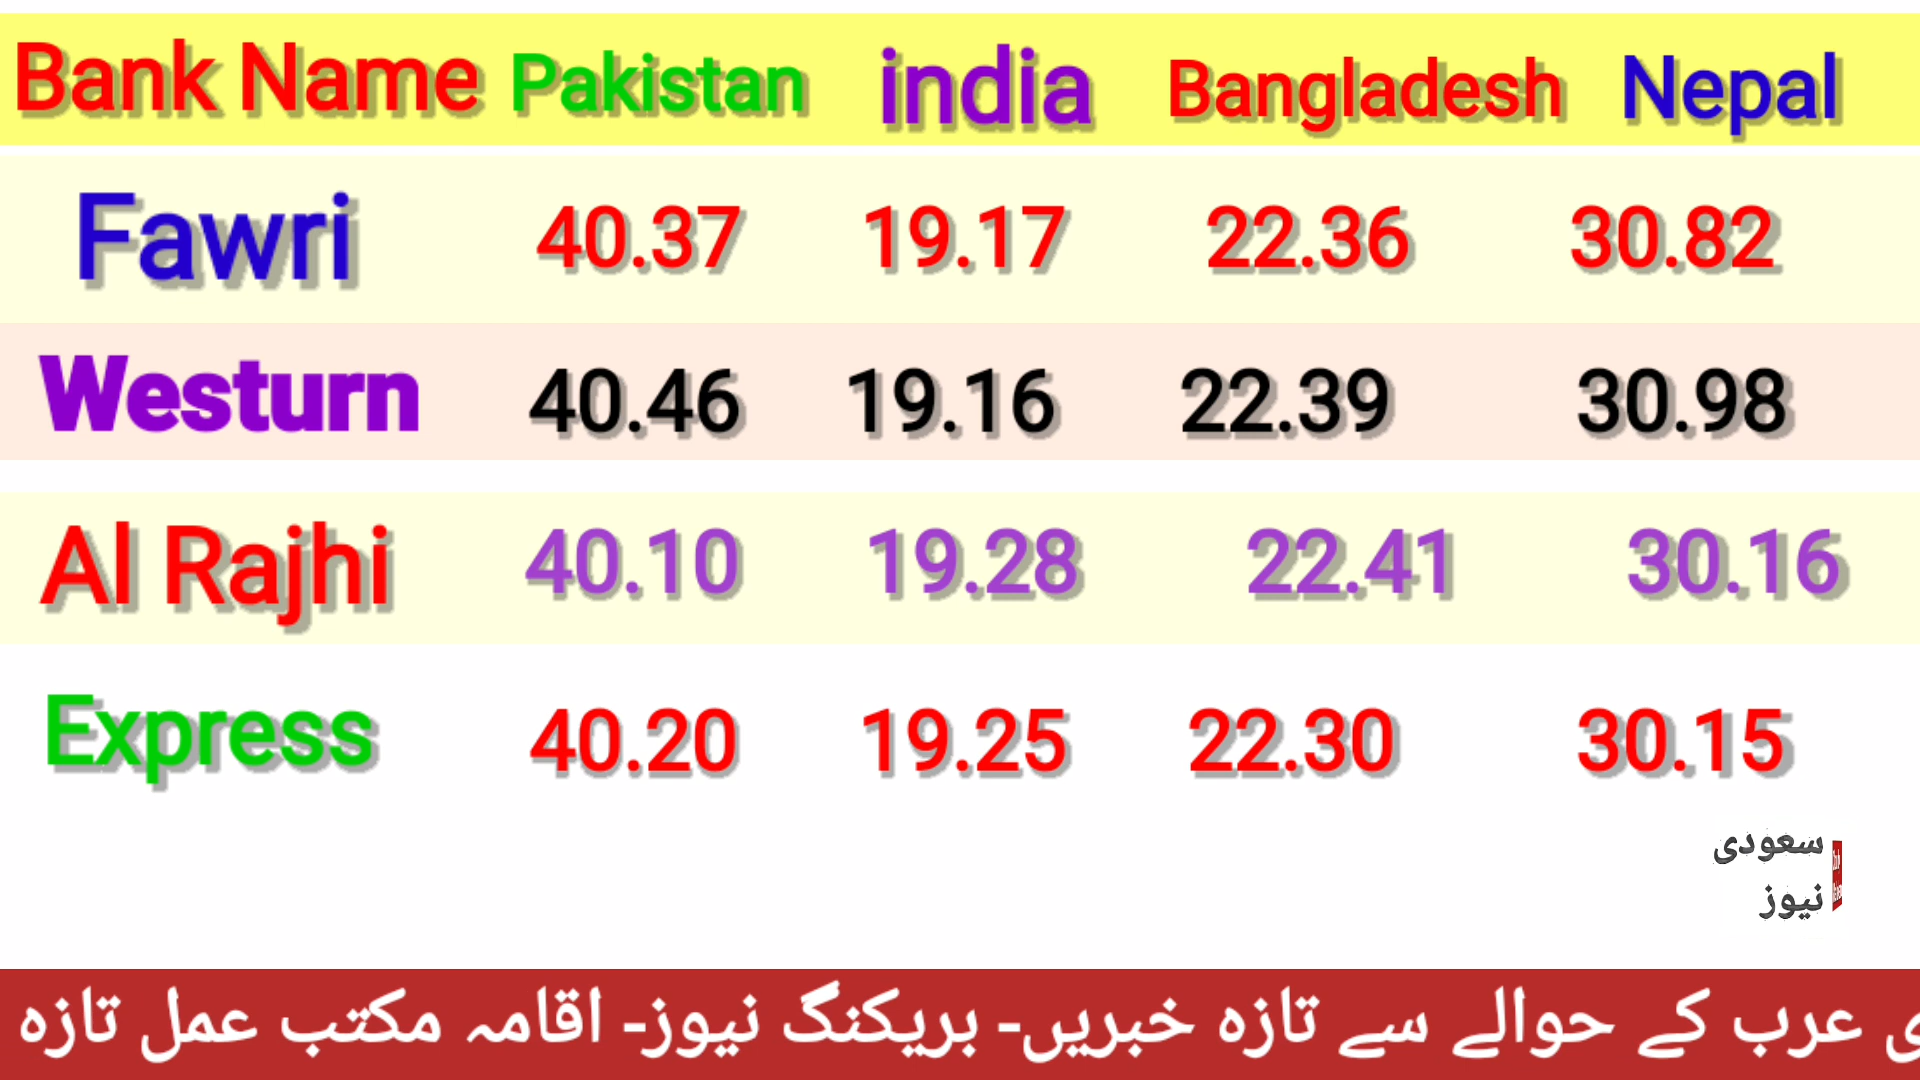 Bank Name Pakistan india Bangladesh Nepal
Fawri 40.37 19.17 22.36 30.82
Westurn 40.46 19.16 22.39 30.98
Al Rajhi 40.10 19.28 22.41 30.16
Express 40.20 19.25 22.30 30.15
سعودی
نیوز
ی عرب کے حوالے سے تازہ خبریں- بریکنگ نیوز- اقامہ مکتب عمل تازہ